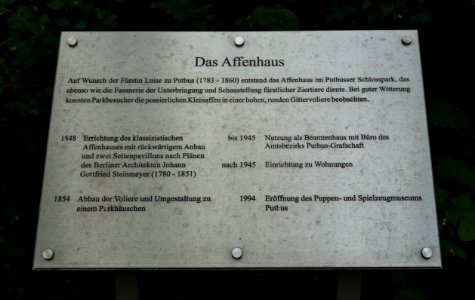 Das Affenhaus
Auf Wunsch der Fürstin Luise zu Putbus (1783 - 1860) entstand das Affenhaus im Putbusser Schlosspark, das
ebenso wie die Fasanerie der Unterbringung und Schaustellung fürstlicher Ziertiere diente. Bei guter Witterung
konnten Parkbesucher die possierlichen Kleinaffen in einer hohen, runden Gittervoliere beobachten.
1848 Errichtung des klassizistischen
Affenhauses mit rückwärtigem Anbau
und zwei Seitenpavillons nach Plänen
des Berliner Architekten Johann
Gottfried Steinmeyer (1780 - 1851)
1854 Abbau der Voliere und Umgestaltung zu
einem Parkhäuschen
bis 1945 Nutzung als Beamtenhaus mit Büro des
Amtsbezirks Putbus-Grafschaft
nach 1945 Einrichtung zu Wohnungen
1994 Eröffnung des Puppen- und Spielzeugmuseums
Putbus